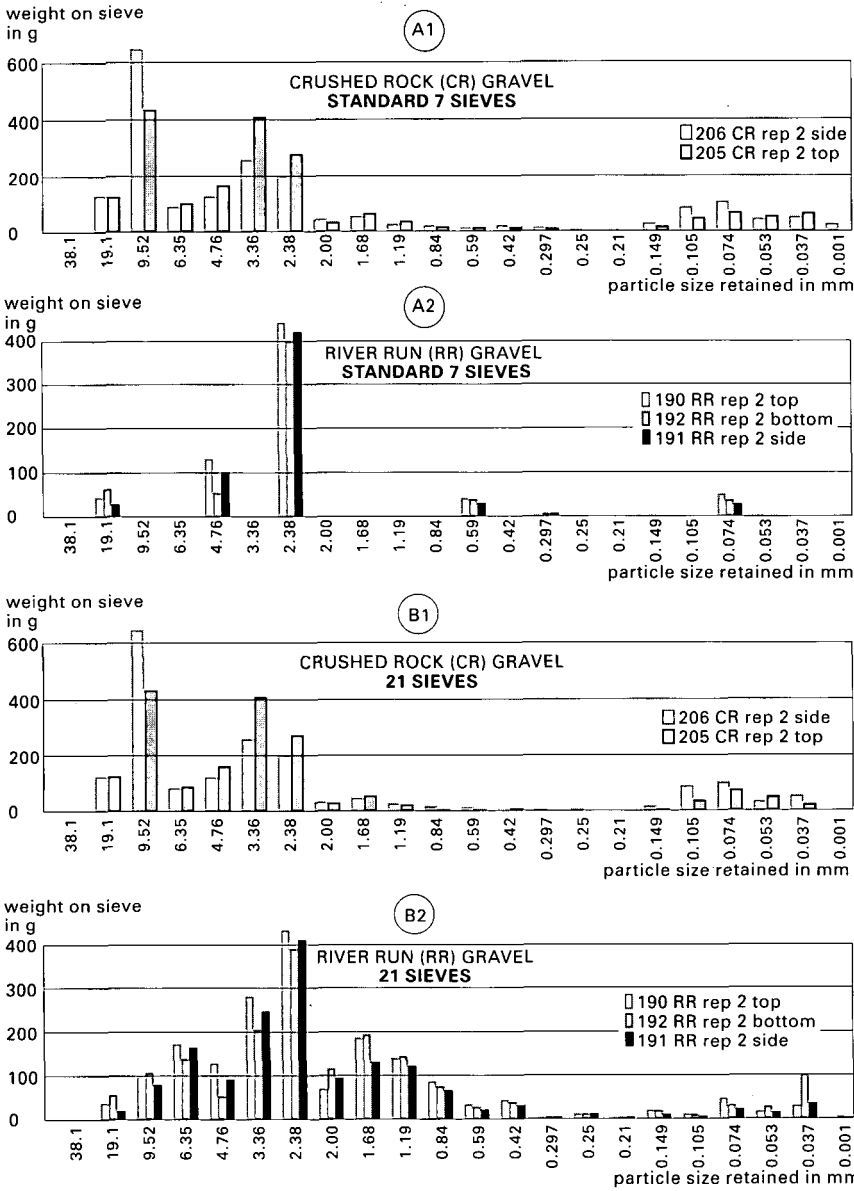 weight on sieve
in g
A1
600
400
200
0
CRUSHED ROCK (CR) GRAVEL
STANDARD 7 SIEVES
206 CR rep 2 side
205 CR rep 2 top
38.1 19.1 9.52 6.35 4.76 3.36 2.38 2.00 1.68 1.19 0.84 0.59 0.42 0.297 0.25 0.21 0.149 0.105 0.074 0.053 0.037 0.001
particle size retained in mm
weight on sieve
in g
A2
400
300
200
100
0
RIVER RUN (RR) GRAVEL
STANDARD 7 SIEVES
190 RR rep 2 top
192 RR rep 2 bottom
191 RR rep 2 side
38.1 19.1 9.52 6.35 4.76 3.36 2.38 2.00 1.68 1.19 0.84 0.59 0.42 0.297 0.25 0.21 0.149 0.105 0.074 0.053 0.037 0.001
particle size retained in mm
weight on sieve
in g
B1
600
400
200
0
CRUSHED ROCK (CR) GRAVEL
21 SIEVES
206 CR rep 2 side
205 CR rep 2 top
38.1 19.1 9.52 6.35 4.76 3.36 2.38 2.00 1.68 1.19 0.84 0.59 0.42 0.297 0.25 0.21 0.149 0.105 0.074 0.053 0.037 0.001
particle size retained in mm
weight on sieve
in g
B2
400
300
200
100
0
RIVER RUN (RR) GRAVEL
21 SIEVES
190 RR rep 2 top
192 RR rep 2 bottom
191 RR rep 2 side
38.1 19.1 9.52 6.35 4.76 3.36 2.38 2.00 1.68 1.19 0.84 0.59 0.42 0.297 0.25 0.21 0.149 0.105 0.074 0.053 0.037 0.001
particle size retained in mm